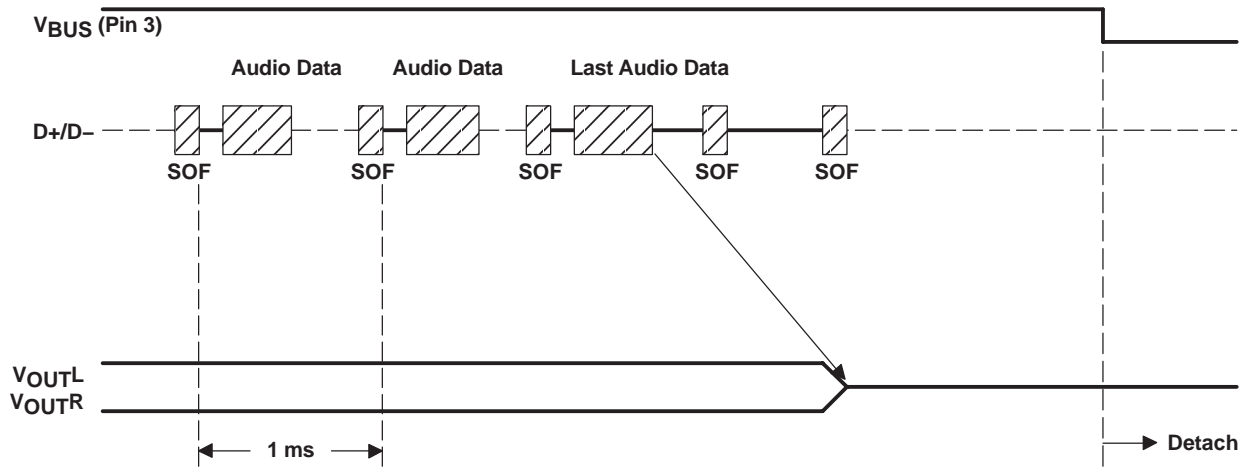 VBUS (Pin 3)
Audio Data Audio Data Last Audio Data
D+/D–
SOF SOF SOF SOF SOF
VOUTL
VOUTR
1 ms
Detach